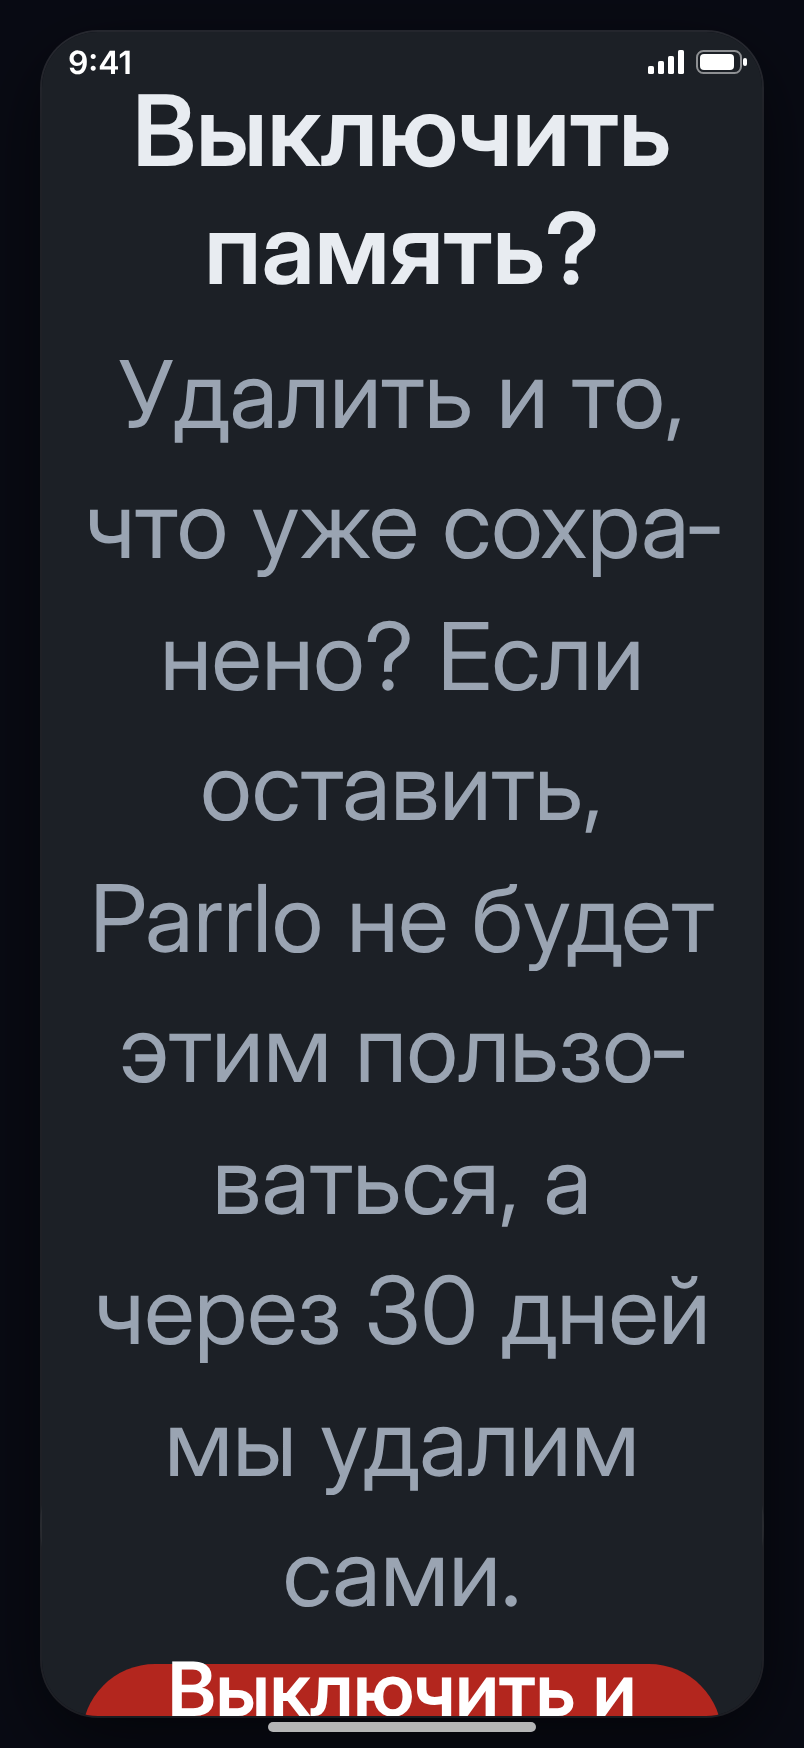 9:41
Выключить
память?
Удалить и то,
что уже сохра-
нено? Если
оставить,
Parrlo не будет
этим пользо-
ваться, а
через 30 дней
мы удалим
сами.
Выключить и